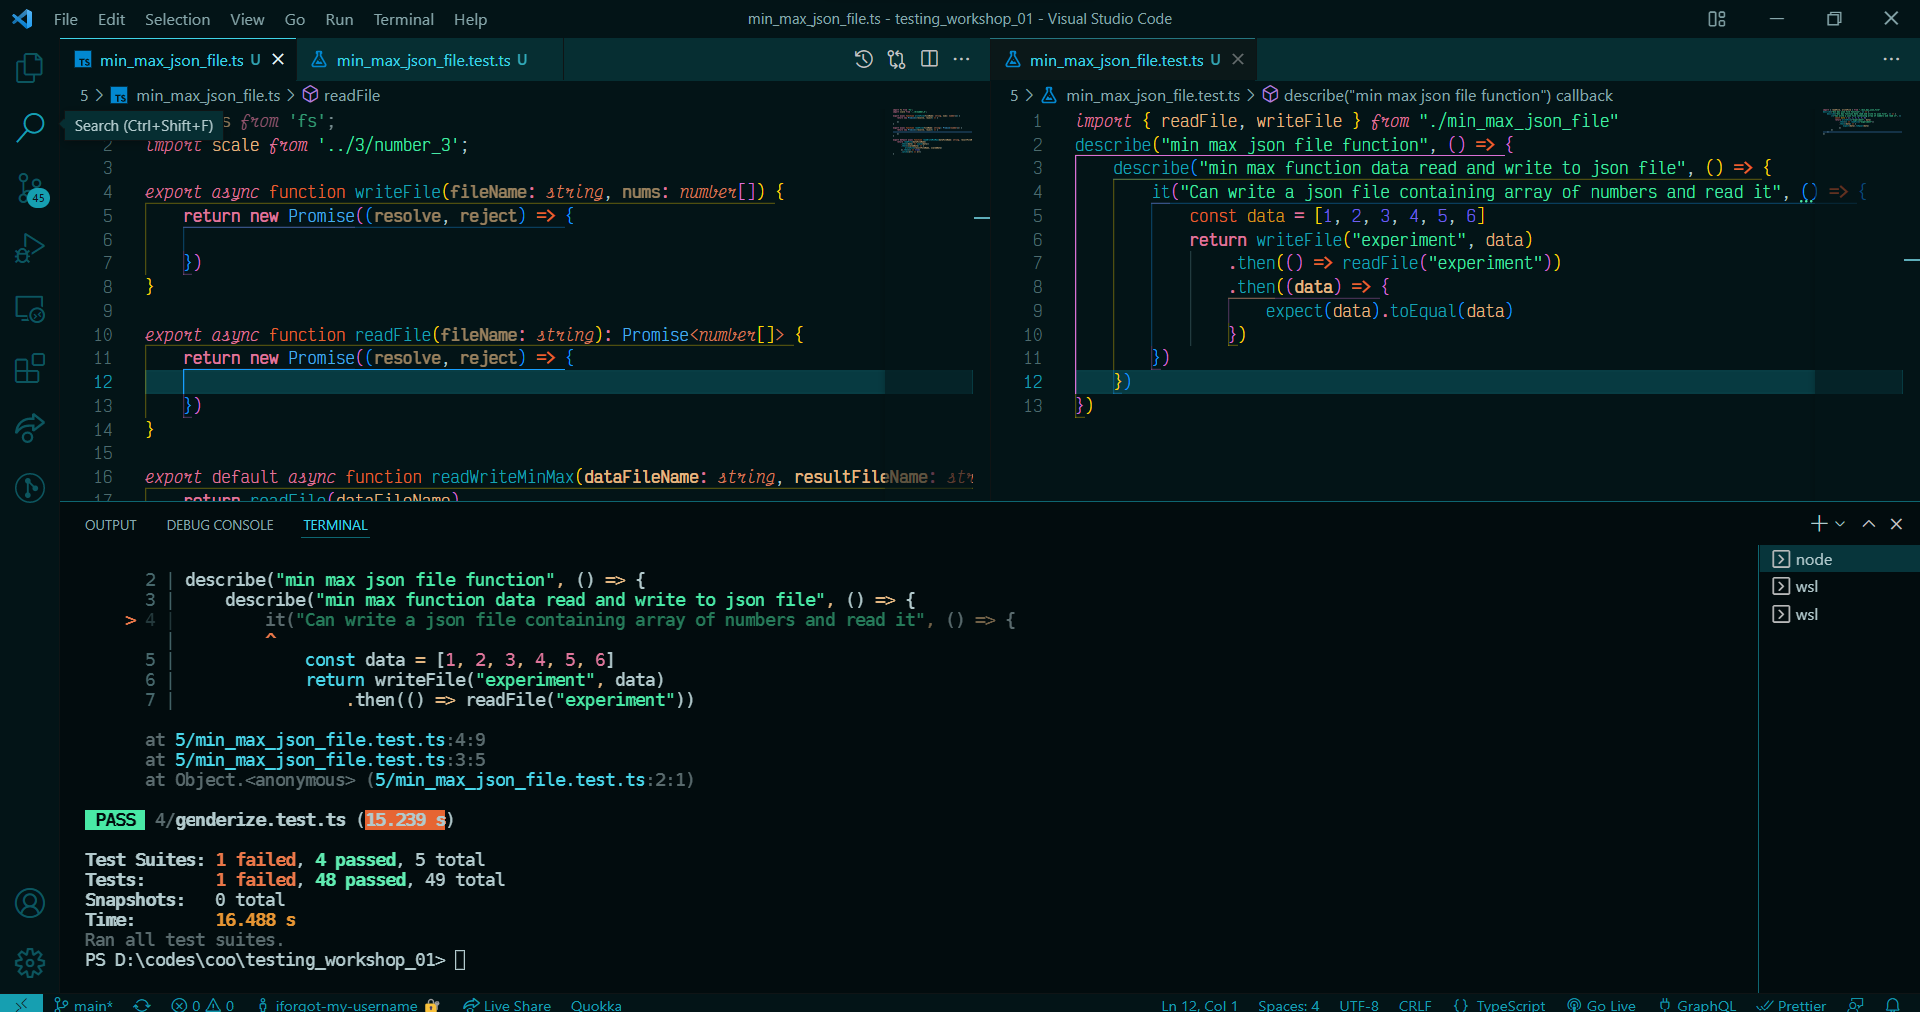 File Edit Selection View Go Run Terminal Help
min_max_json_file.ts - testing_workshop_01 - Visual Studio Code
TS min_max_json_file.ts U
min_max_json_file.test.ts U
5 > TS min_max_json_file.ts > readFile
Search (Ctrl+Shift+F)
s from 'fs';
2 import scale from '../3/number_3';
3
4 export async function writeFile(fileName: string, nums: number[]) {
5 return new Promise((resolve, reject) => {
6
7 })
8 }
9
10 export async function readFile(fileName: string): Promise<number[]> {
11 return new Promise((resolve, reject) => {
12
13 })
14 }
15
16 export default async function readWriteMinMax(dataFileName: string, resultFileName: str
17 return readFile(dataFileName)
min_max_json_file.test.ts U
5 > min_max_json_file.test.ts > describe("min max json file function") callback
1 import { readFile, writeFile } from "./min_max_json_file"
2 describe("min max json file function", () => {
3 describe("min max function data read and write to json file", () => {
4 it("Can write a json file containing array of numbers and read it", () => {
5 const data = [1, 2, 3, 4, 5, 6]
6 return writeFile("experiment", data)
7 .then(() => readFile("experiment"))
8 .then((data) => {
9 expect(data).toEqual(data)
10 })
11 })
12 })
13 })
45
OUTPUT DEBUG CONSOLE TERMINAL
2 | describe("min max json file function", () => {
3 | describe("min max function data read and write to json file", () => {
> 4 | it("Can write a json file containing array of numbers and read it", () => {
| ^
5 | const data = [1, 2, 3, 4, 5, 6]
6 | return writeFile("experiment", data)
7 | .then(() => readFile("experiment"))
at 5/min_max_json_file.test.ts:4:9
at 5/min_max_json_file.test.ts:3:5
at Object.<anonymous> (5/min_max_json_file.test.ts:2:1)
PASS 4/genderize.test.ts (15.239 s)
Test Suites: 1 failed, 4 passed, 5 total
Tests: 1 failed, 48 passed, 49 total
Snapshots: 0 total
Time: 16.488 s
Ran all test suites.
PS D:\codes\coo\testing_workshop_01>
node
wsl
wsl
main* 0 0 iforgot-my-username Live Share Quokka
Ln 12, Col 1 Spaces: 4 UTF-8 CRLF { } TypeScript Go Live GraphQL Prettier